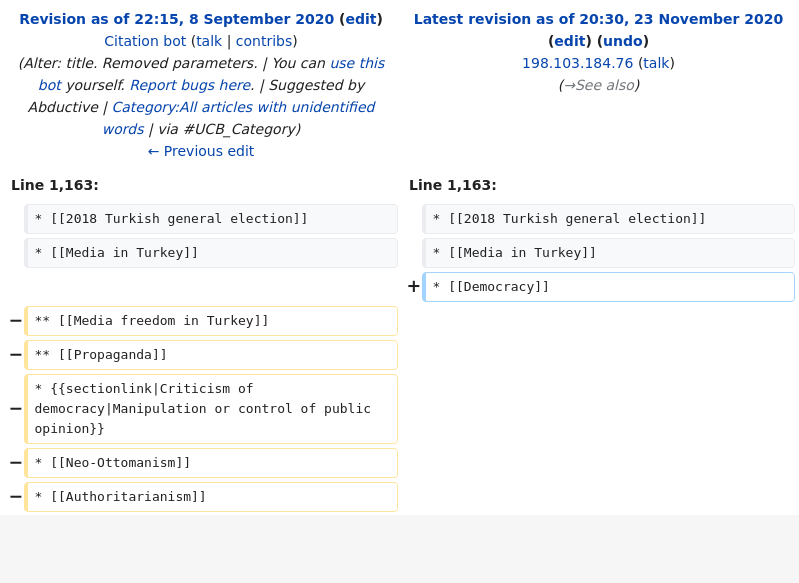 Revision as of 22:15, 8 September 2020 (edit)
Citation bot (talk | contribs)
(Alter: title. Removed parameters. | You can use this
bot yourself. Report bugs here. | Suggested by
Abductive | Category:All articles with unidentified
words | via #UCB_Category)
← Previous edit
Latest revision as of 20:30, 23 November 2020
(edit) (undo)
198.103.184.76 (talk)
(→See also)
Line 1,163:
Line 1,163:
* [[2018 Turkish general election]]
* [[2018 Turkish general election]]
* [[Media in Turkey]]
* [[Media in Turkey]]
+ * [[Democracy]]
− ** [[Media freedom in Turkey]]
− ** [[Propaganda]]
− * {{sectionlink|Criticism of
democracy|Manipulation or control of public
opinion}}
− * [[Neo-Ottomanism]]
− * [[Authoritarianism]]